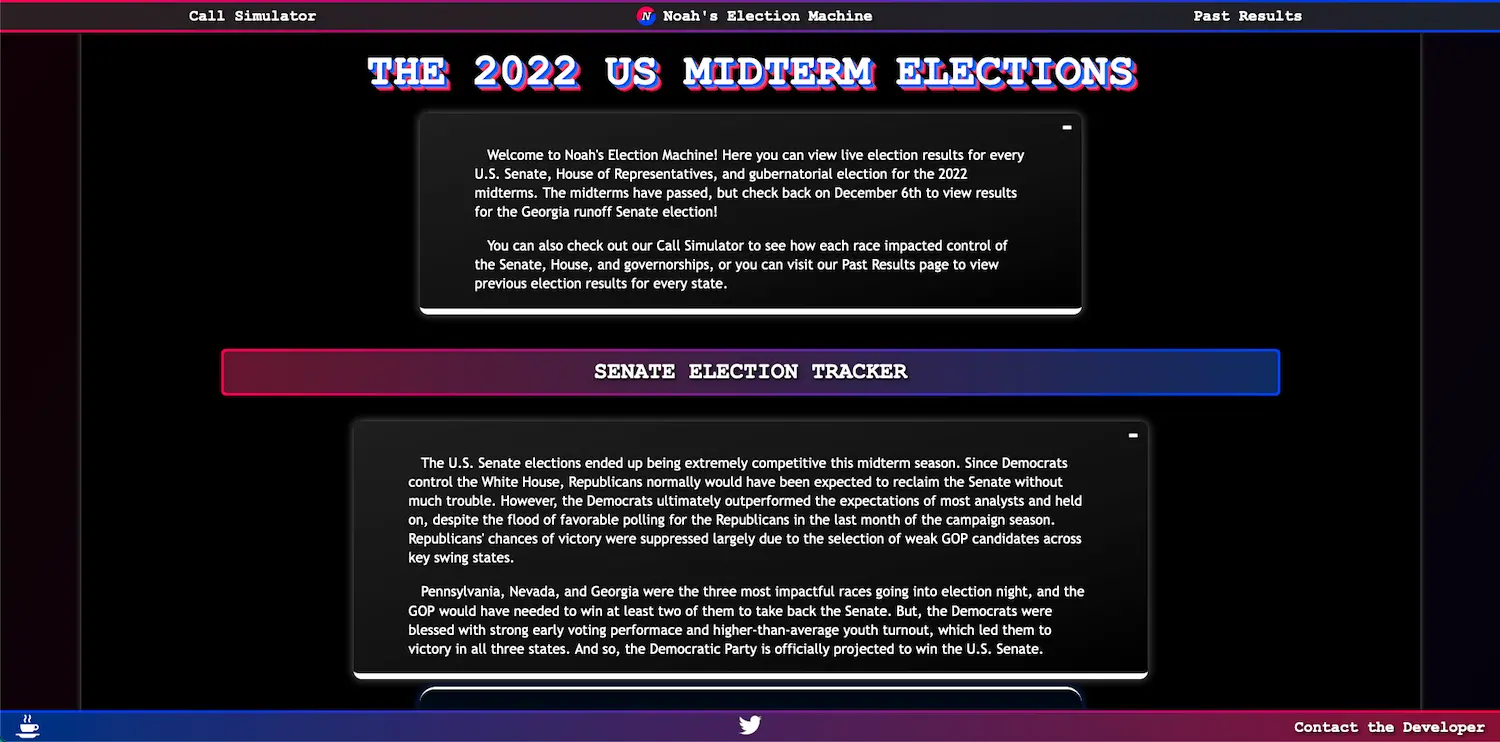 Call Simulator
N Noah's Election Machine
Past Results
THE 2022 US MIDTERM ELECTIONS
Welcome to Noah's Election Machine! Here you can view live election results for every
U.S. Senate, House of Representatives, and gubernatorial election for the 2022
midterms. The midterms have passed, but check back on December 6th to view results
for the Georgia runoff Senate election!
You can also check out our Call Simulator to see how each race impacted control of
the Senate, House, and governorships, or you can visit our Past Results page to view
previous election results for every state.
SENATE ELECTION TRACKER
The U.S. Senate elections ended up being extremely competitive this midterm season. Since Democrats
control the White House, Republicans normally would have been expected to reclaim the Senate without
much trouble. However, the Democrats ultimately outperformed the expectations of most analysts and held
on, despite the flood of favorable polling for the Republicans in the last month of the campaign season.
Republicans' chances of victory were suppressed largely due to the selection of weak GOP candidates across
key swing states.
Pennsylvania, Nevada, and Georgia were the three most impactful races going into election night, and the
GOP would have needed to win at least two of them to take back the Senate. But, the Democrats were
blessed with strong early voting performace and higher-than-average youth turnout, which led them to
victory in all three states. And so, the Democratic Party is officially projected to win the U.S. Senate.
Contact the Developer